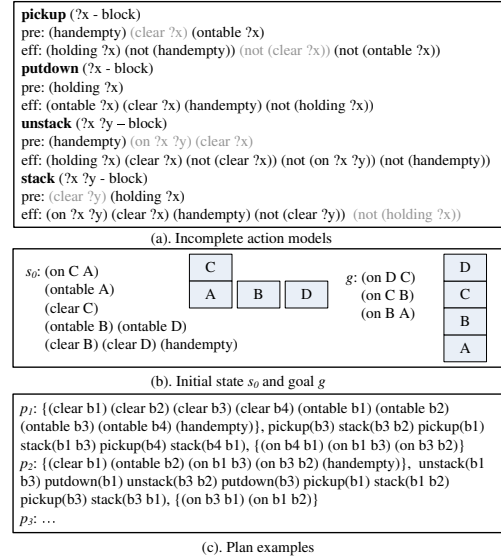 pickup (?x - block)
pre: (handempty) (clear ?x) (ontable ?x)
eff: (holding ?x) (not (handempty)) (not (clear ?x)) (not (ontable ?x))
putdown (?x - block)
pre: (holding ?x)
eff: (ontable ?x) (clear ?x) (handempty) (not (holding ?x))
unstack (?x ?y – block)
pre: (handempty) (on ?x ?y) (clear ?x)
eff: (holding ?x) (clear ?x) (not (clear ?x)) (not (on ?x ?y)) (not (handempty))
stack (?x ?y - block)
pre: (clear ?y) (holding ?x)
eff: (on ?x ?y) (clear ?x) (handempty) (not (clear ?y)) (not (holding ?x))
(a). Incomplete action models
s0: (on C A)
(ontable A)
(clear C)
(ontable B) (ontable D)
(clear B) (clear D) (handempty)
C
A B D
g: (on D C)
(on C B)
(on B A)
D
C
B
A
(b). Initial state s0 and goal g
p1: {(clear b1) (clear b2) (clear b3) (clear b4) (ontable b1) (ontable b2)
(ontable b3) (ontable b4) (handempty)}, pickup(b3) stack(b3 b2) pickup(b1)
stack(b1 b3) pickup(b4) stack(b4 b1), {(on b4 b1) (on b1 b3) (on b3 b2)}
p2: {(clear b1) (ontable b2) (on b1 b3) (on b3 b2) (handempty)}, unstack(b1
b3) putdown(b1) unstack(b3 b2) putdown(b3) pickup(b1) stack(b1 b2)
pickup(b3) stack(b3 b1), {(on b3 b1) (on b1 b2)}
p3: …
(c). Plan examples